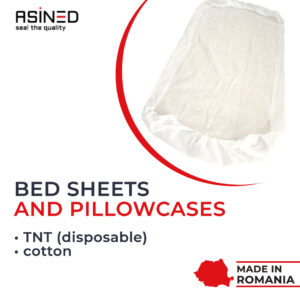 ASINED
seal the quality
BED SHEETS
AND PILLOWCASES
• TNT (disposable)
• cotton
MADE IN
ROMANIA